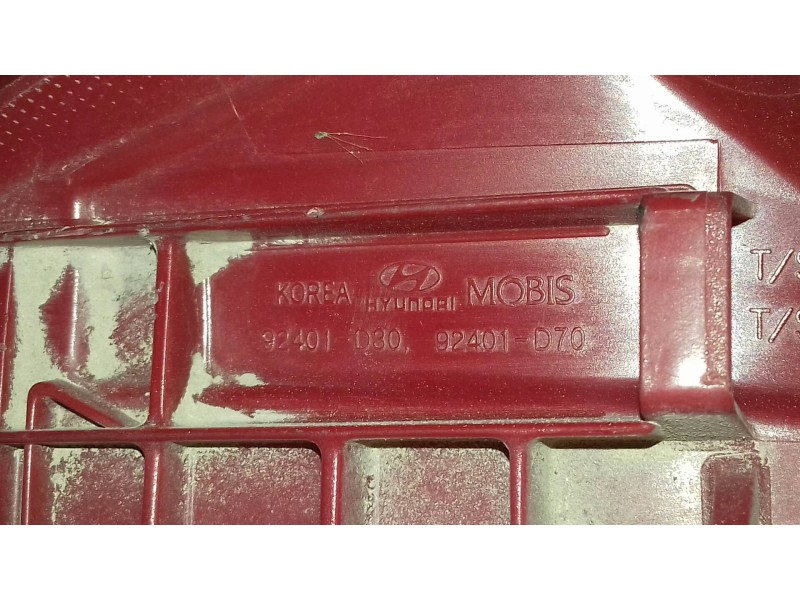 KOREA HYUNDAI MOBIS
92401-D30, 92401-D70
T/S
T/S